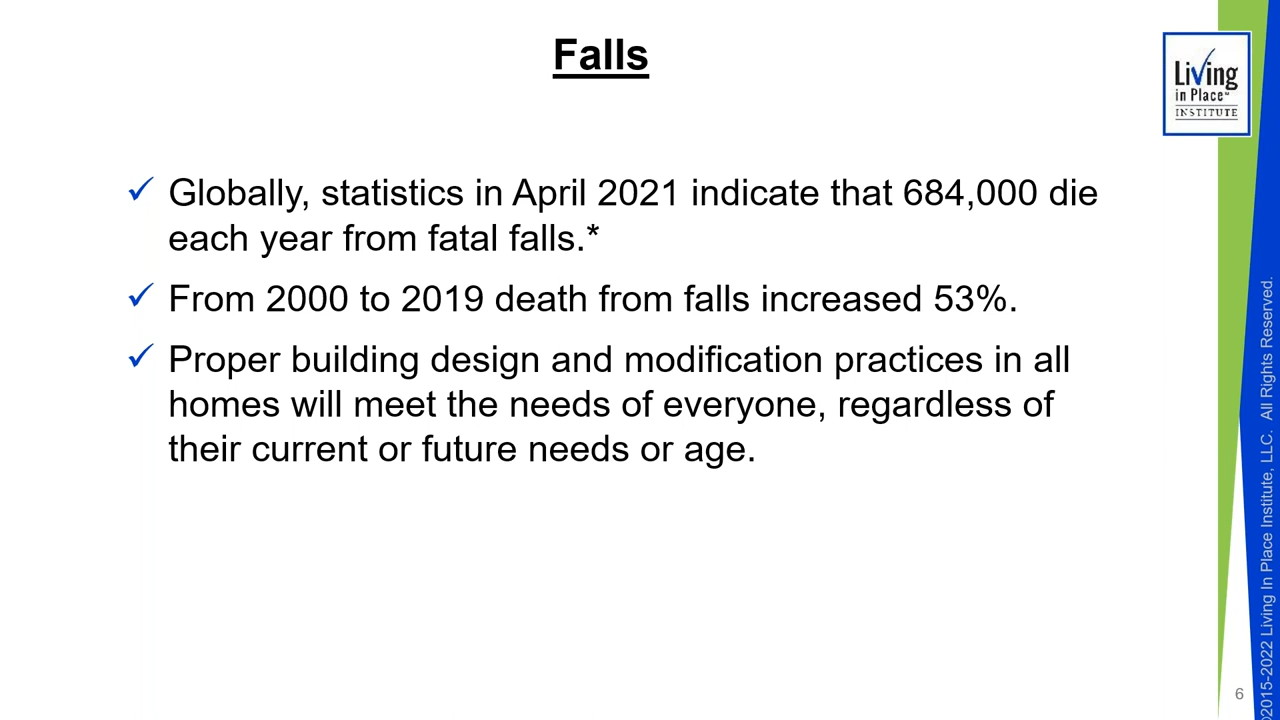 Falls
Living
in Place℠
INSTITUTE
✓ Globally, statistics in April 2021 indicate that 684,000 die
each year from fatal falls.*
✓ From 2000 to 2019 death from falls increased 53%.
✓ Proper building design and modification practices in all
homes will meet the needs of everyone, regardless of
their current or future needs or age.
©2015-2022 Living In Place Institute, LLC. All Rights Reserved.
6